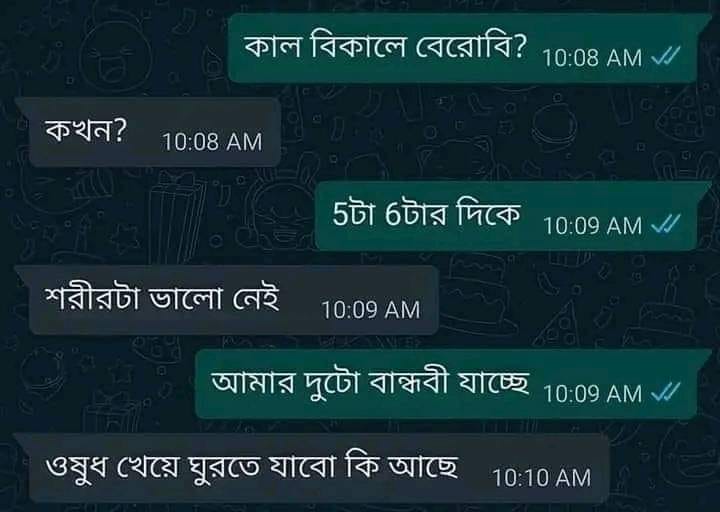 কাল বিকালে বেরোবি? 10:08 AM
কখন? 10:08 AM
5টা 6টার দিকে 10:09 AM
শরীরটা ভালো নেই 10:09 AM
আমার দুটো বান্ধবী যাচ্ছে 10:09 AM
ওষুধ খেয়ে ঘুরতে যাবো কি আছে 10:10 AM